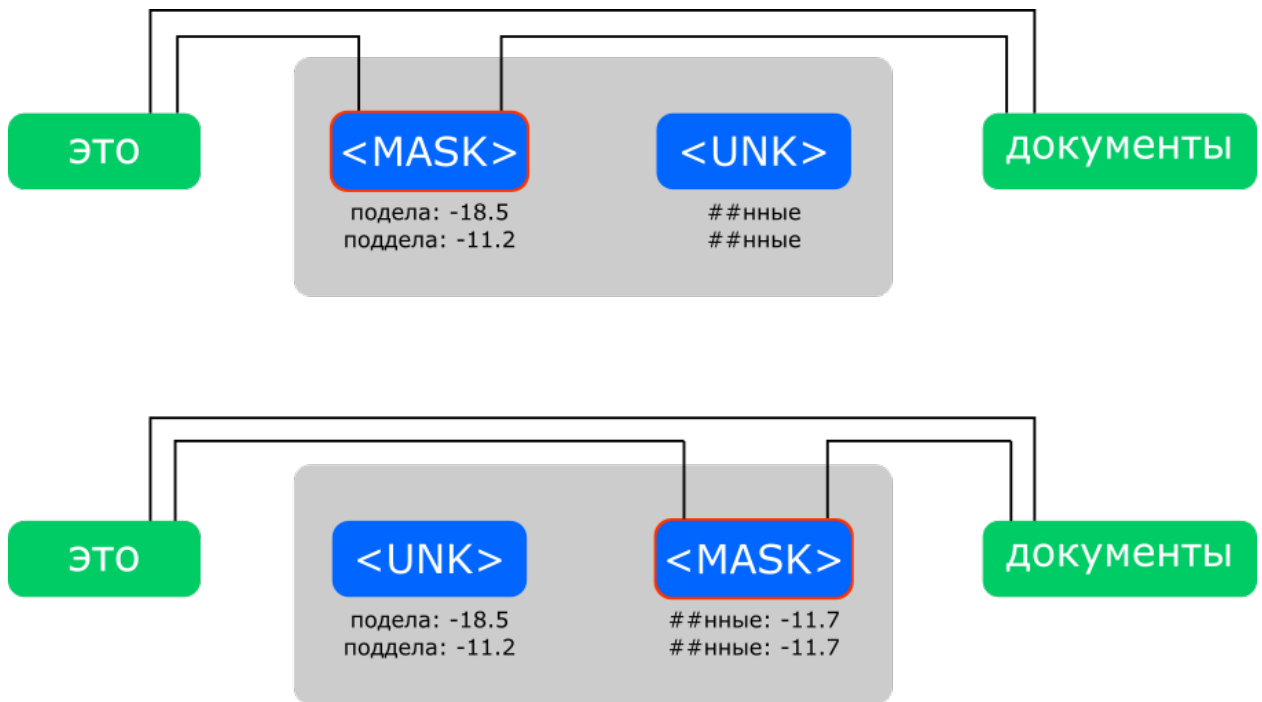 это <MASK> <UNK> документы
подела: -18.5 ##нные
поддела: -11.2 ##нные
это <UNK> <MASK> документы
подела: -18.5 ##нные: -11.7
поддела: -11.2 ##нные: -11.7